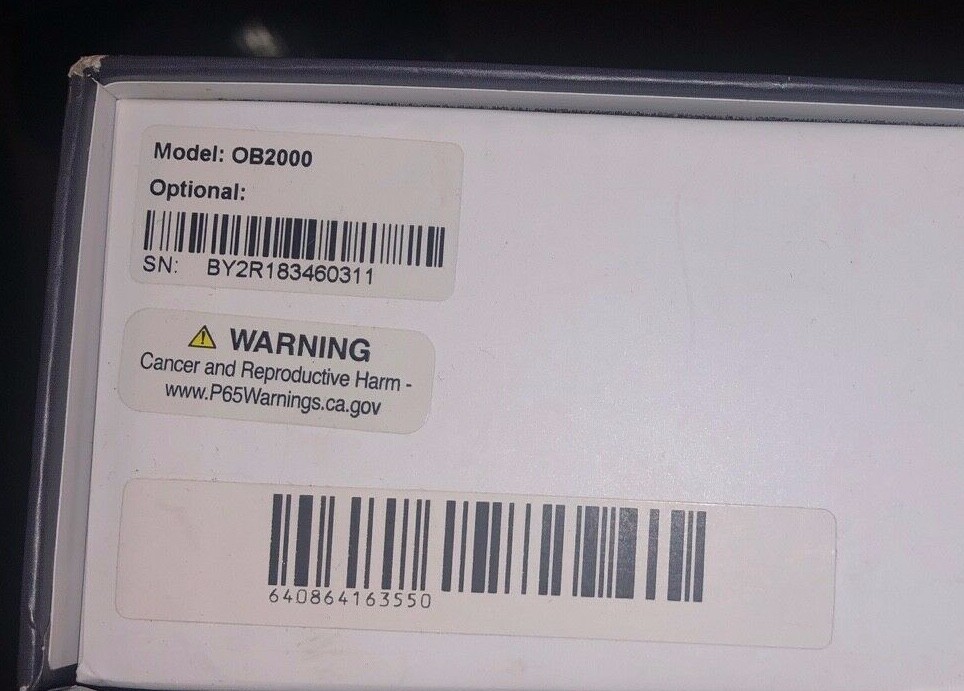 Model: OB2000
Optional:
SN: BY2R183460311
WARNING
Cancer and Reproductive Harm -
www.P65Warnings.ca.gov
640864163550